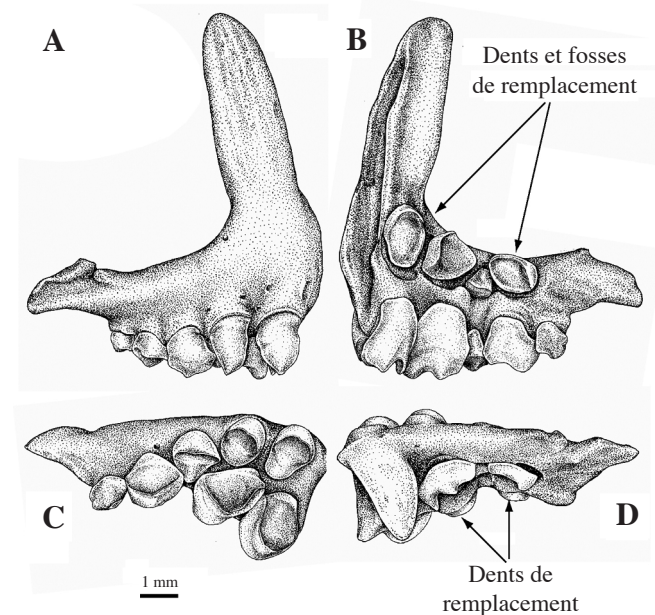 A
B
Dents et fosses
de remplacement
C
D
1 mm
Dents de
remplacement